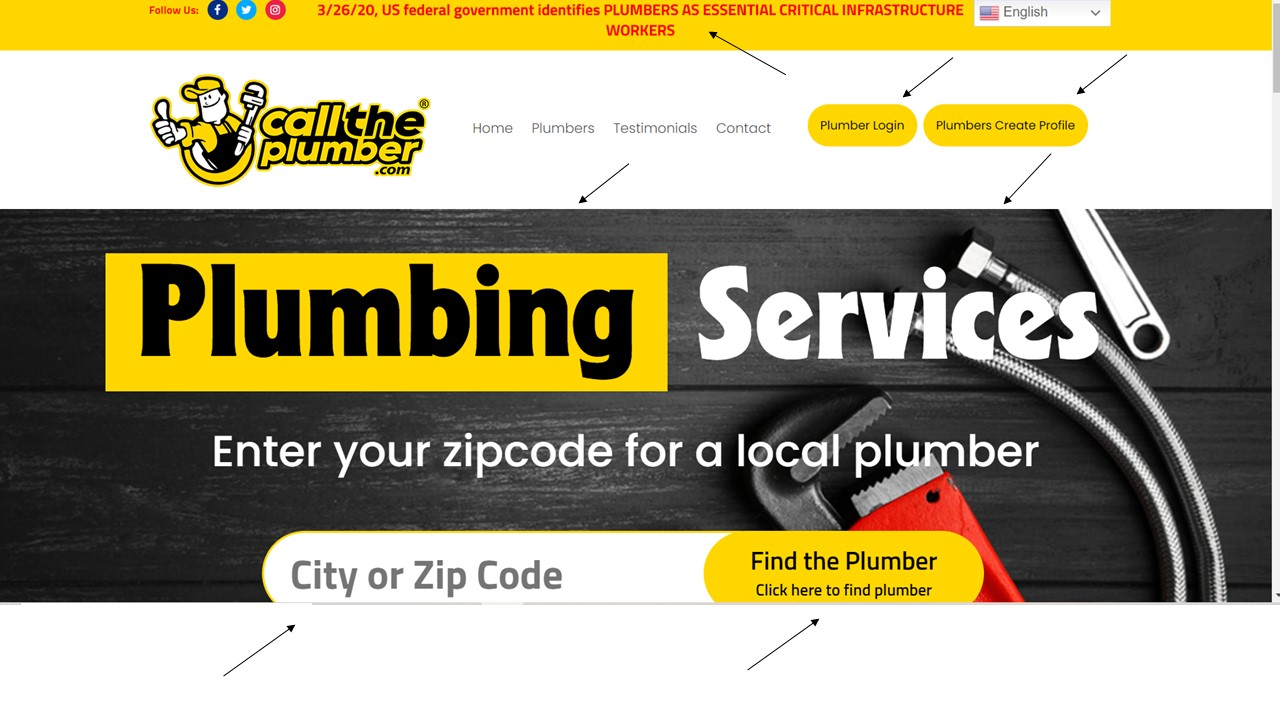 Follow Us:
3/26/20, US federal government identifies PLUMBERS AS ESSENTIAL CRITICAL INFRASTRUCTURE
WORKERS
English
callthe®
plumber
.com
Home Plumbers Testimonials Contact
Plumber Login
Plumbers Create Profile
Plumbing Services
Enter your zipcode for a local plumber
City or Zip Code
Find the Plumber
Click here to find plumber